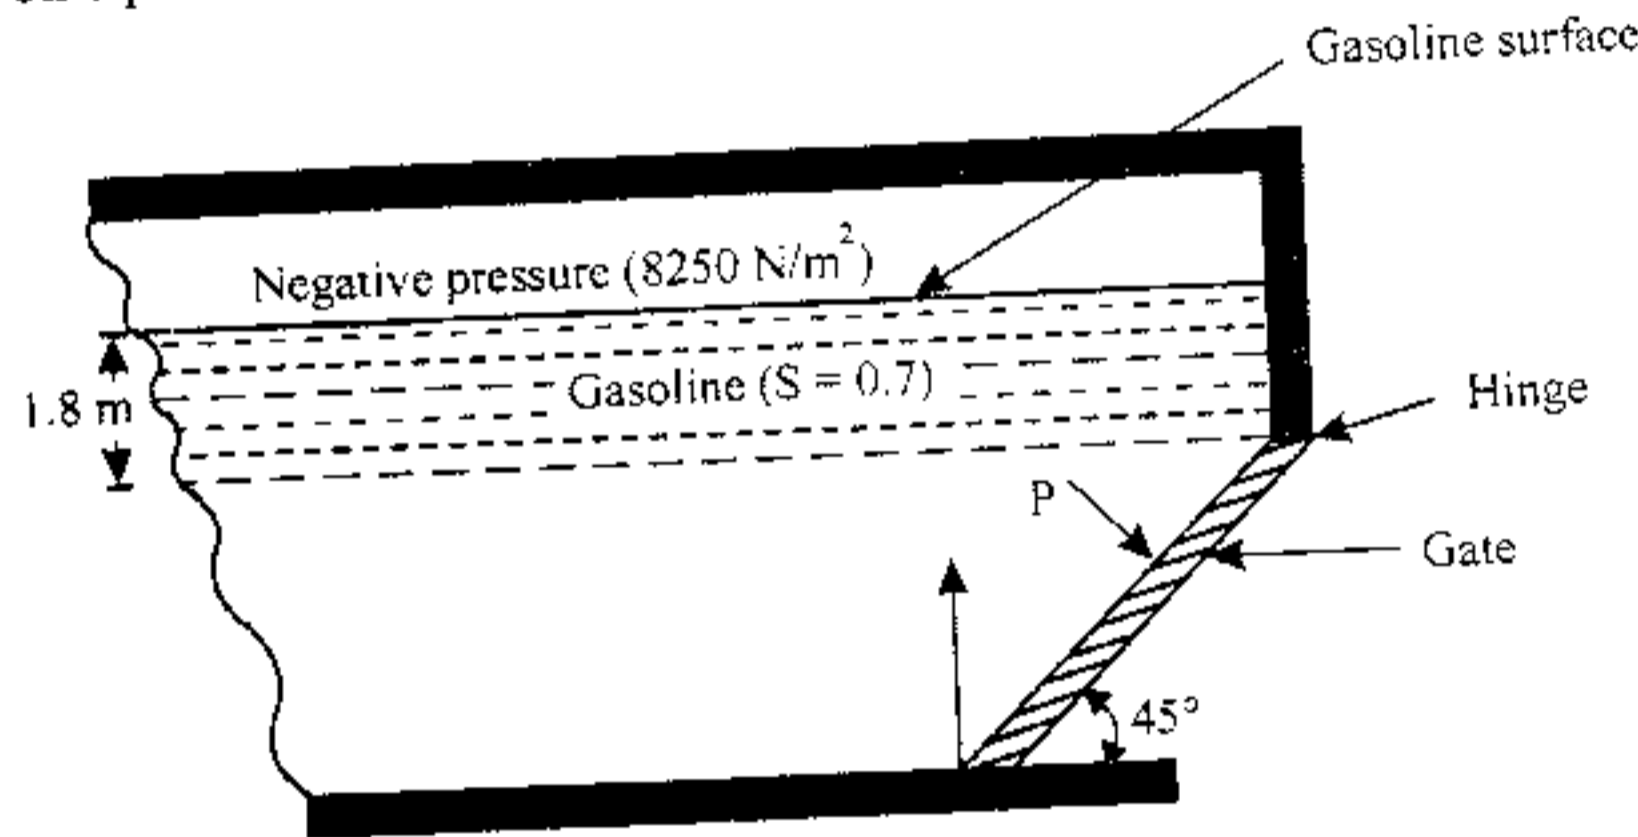 Gasoline surface
Negative pressure (8250 N/m²)
Gasoline (S = 0.7)
1.8 m
Hinge
P
Gate
45°